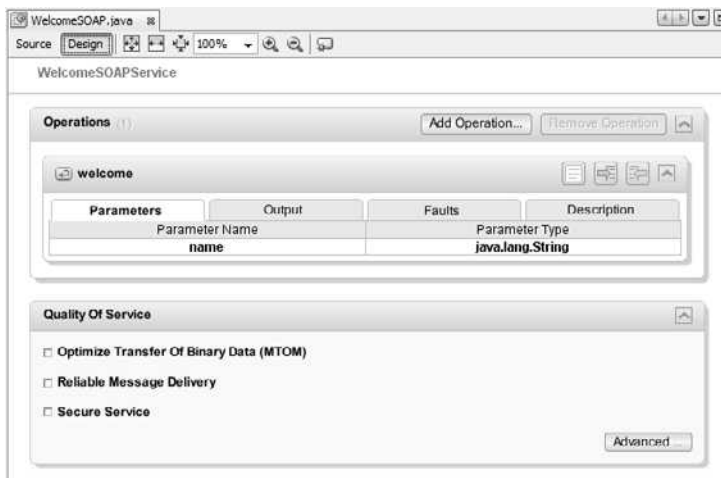 WelcomeSOAP.java
Source Design 100%
WelcomeSOAPService
Operations (1) Add Operation... Remove Operation
welcome
Parameters Output Faults Description
Parameter Name Parameter Type
name java.lang.String
Quality Of Service
Optimize Transfer Of Binary Data (MTOM)
Reliable Message Delivery
Secure Service
Advanced ...